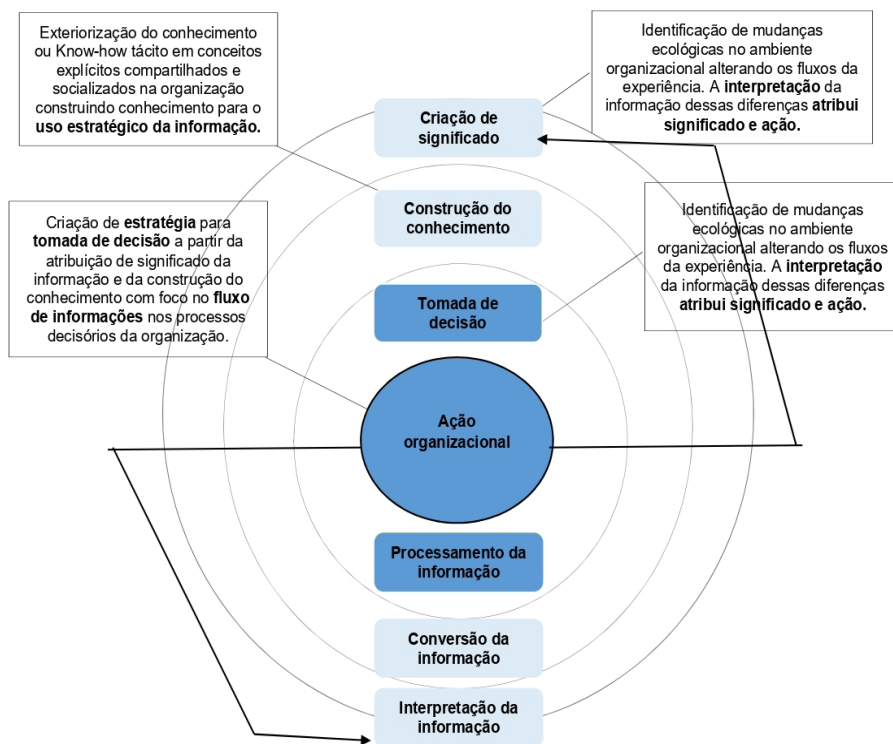 Exteriorização do conhecimento
ou Know-how tácito em conceitos
explícitos compartilhados e
socializados na organização
construindo conhecimento para o
uso estratégico da informação.
Identificação de mudanças
ecológicas no ambiente
organizacional alterando os fluxos da
experiência. A interpretação da
informação dessas diferenças atribui
significado e ação.
Criação de
significado
Construção do
conhecimento
Criação de estratégia para
tomada de decisão a partir da
atribuição de significado da
informação e da construção do
conhecimento com foco no fluxo
de informações nos processos
decisórios da organização.
Identificação de mudanças
ecológicas no ambiente
organizacional alterando os fluxos
da experiência. A interpretação
da informação dessas diferenças
atribui significado e ação.
Tomada de
decisão
Ação
organizacional
Processamento da
informação
Conversão da
informação
Interpretação da
informação